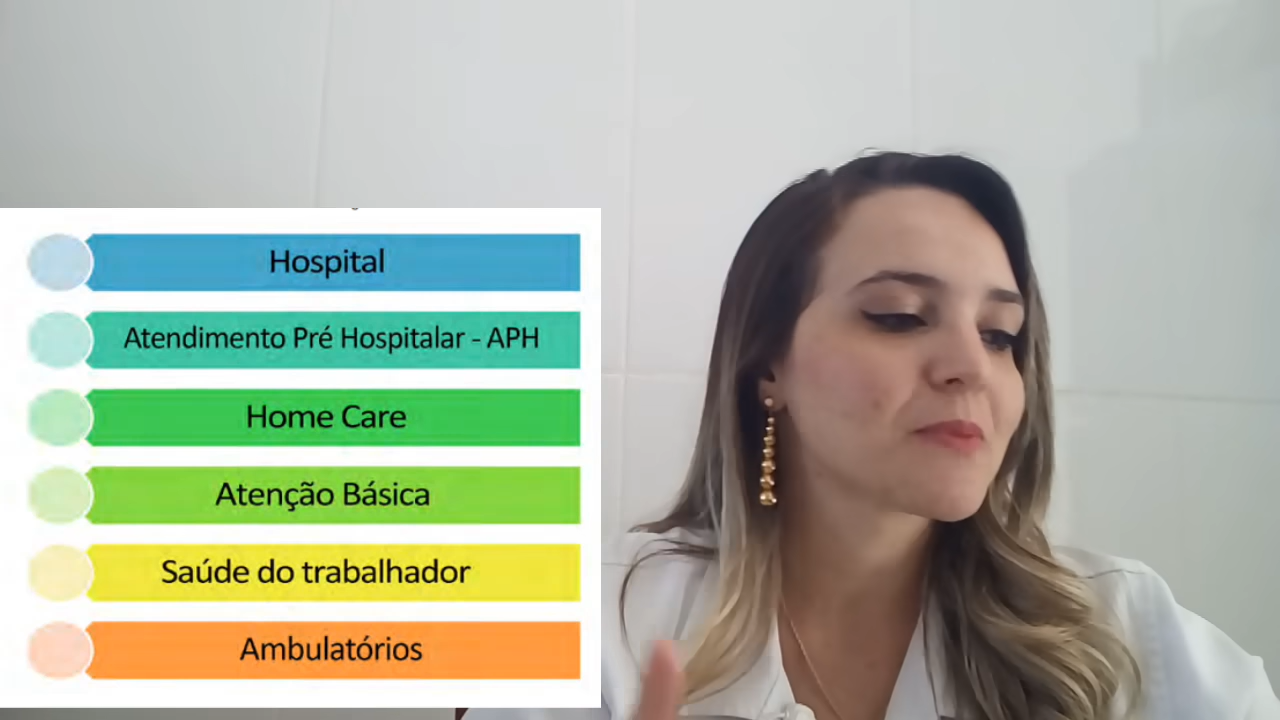 Hospital
Atendimento Pré Hospitalar - APH
Home Care
Atenção Básica
Saúde do trabalhador
Ambulatórios